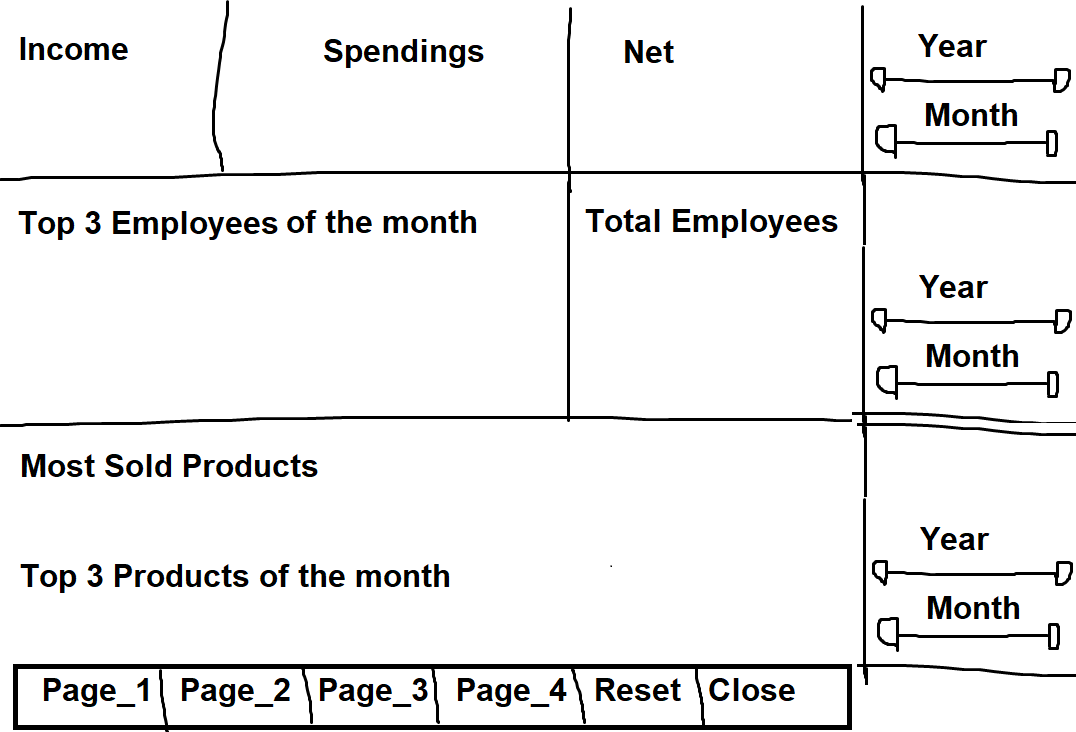 Income
Spendings
Net
Year
Month
Top 3 Employees of the month
Total Employees
Year
Month
Most Sold Products
Top 3 Products of the month
Year
Month
Page_1 Page_2 Page_3 Page_4 Reset Close